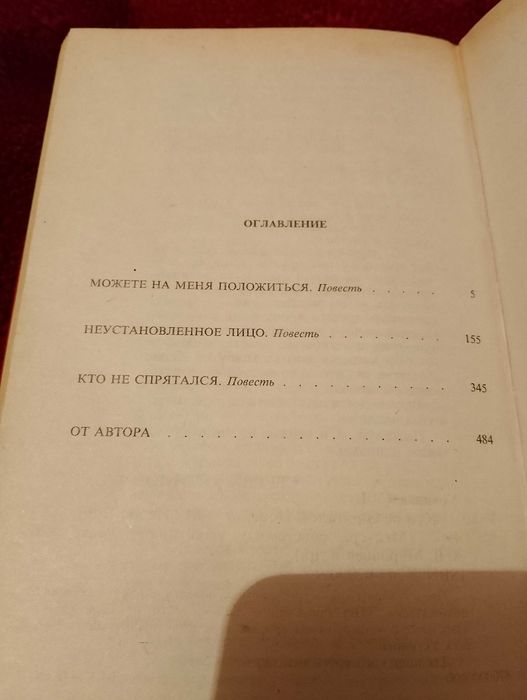 ОГЛАВЛЕНИЕ
МОЖЕТЕ НА МЕНЯ ПОЛОЖИТЬСЯ. Повесть . . . . . 5
НЕУСТАНОВЛЕННОЕ ЛИЦО. Повесть . . . . . . . . 155
КТО НЕ СПРЯТАЛСЯ. Повесть . . . . . . . . . . . 345
ОТ АВТОРА . . . . . . . . . . . . . . . . . . 484